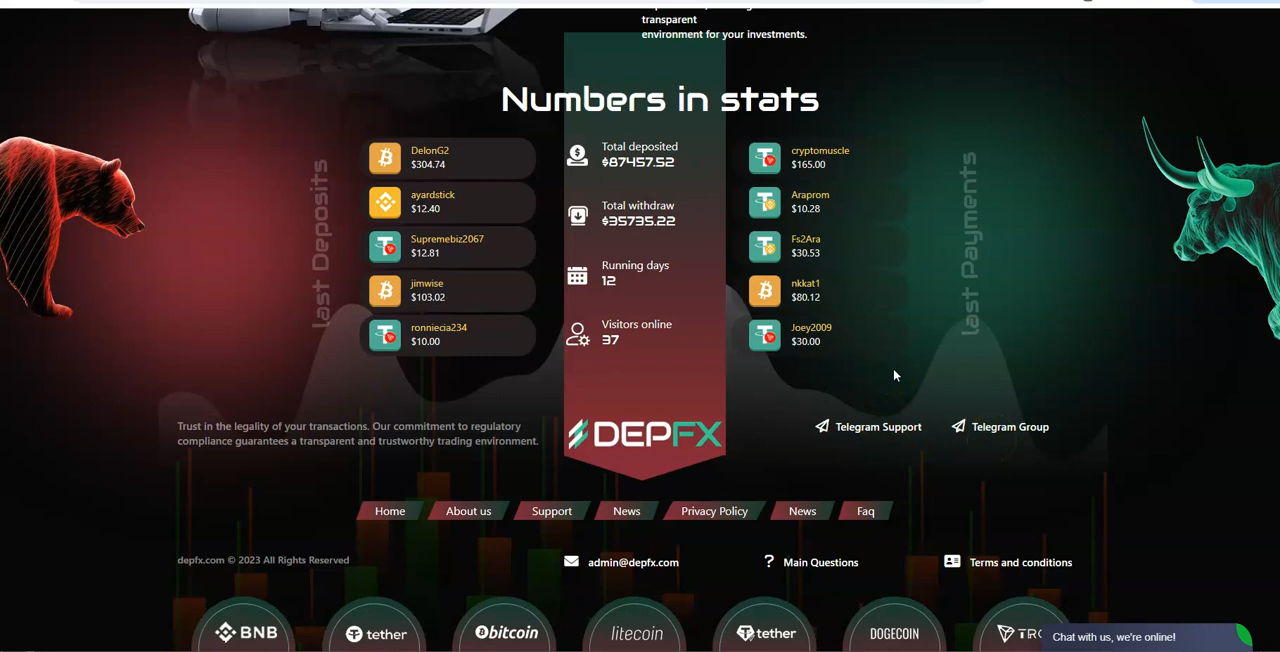 transparent
environment for your investments.
Numbers in stats
last Deposits
DelonG2
$304.74
ayardstick
$12.40
Supremebiz2067
$12.81
jimwise
$103.02
ronniecia234
$10.00
Total deposited
$87457.52
Total withdraw
$35735.22
Running days
12
Visitors online
37
cryptomuscle
$165.00
Araprom
$10.28
Fs2Ara
$30.53
nkkat1
$80.12
Joey2009
$30.00
last Payments
Trust in the legality of your transactions. Our commitment to regulatory
compliance guarantees a transparent and trustworthy trading environment.
DEPFX
Telegram Support
Telegram Group
Home
About us
Support
News
Privacy Policy
News
Faq
depfx.com © 2023 All Rights Reserved
admin@depfx.com
? Main Questions
Terms and conditions
BNB
tether
bitcoin
litecoin
tether
DOGECOIN
Chat with us, we're online!